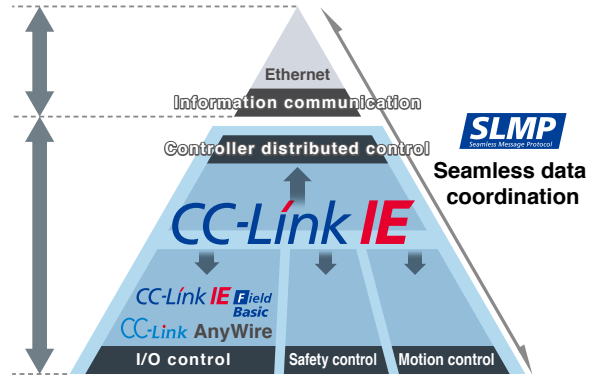 Ethernet
Information communication
Controller distributed control
SLMP
Seamless Message Protocol
Seamless data
coordination
CC-Link IE
CC-Link IE Field
Basic
CC-Link AnyWire
I/O control
Safety control
Motion control